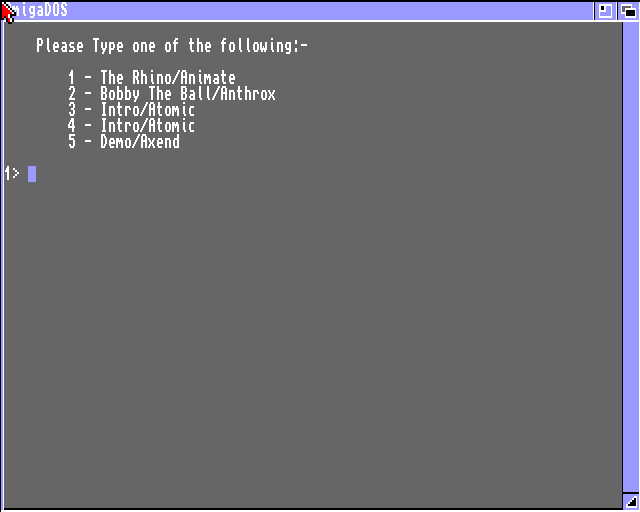 migaDOS
Please Type one of the following:-
1 - The Rhino/Animate
2 - Bobby The Ball/Anthrox
3 - Intro/Atomic
4 - Intro/Atomic
5 - Demo/Axend
1>